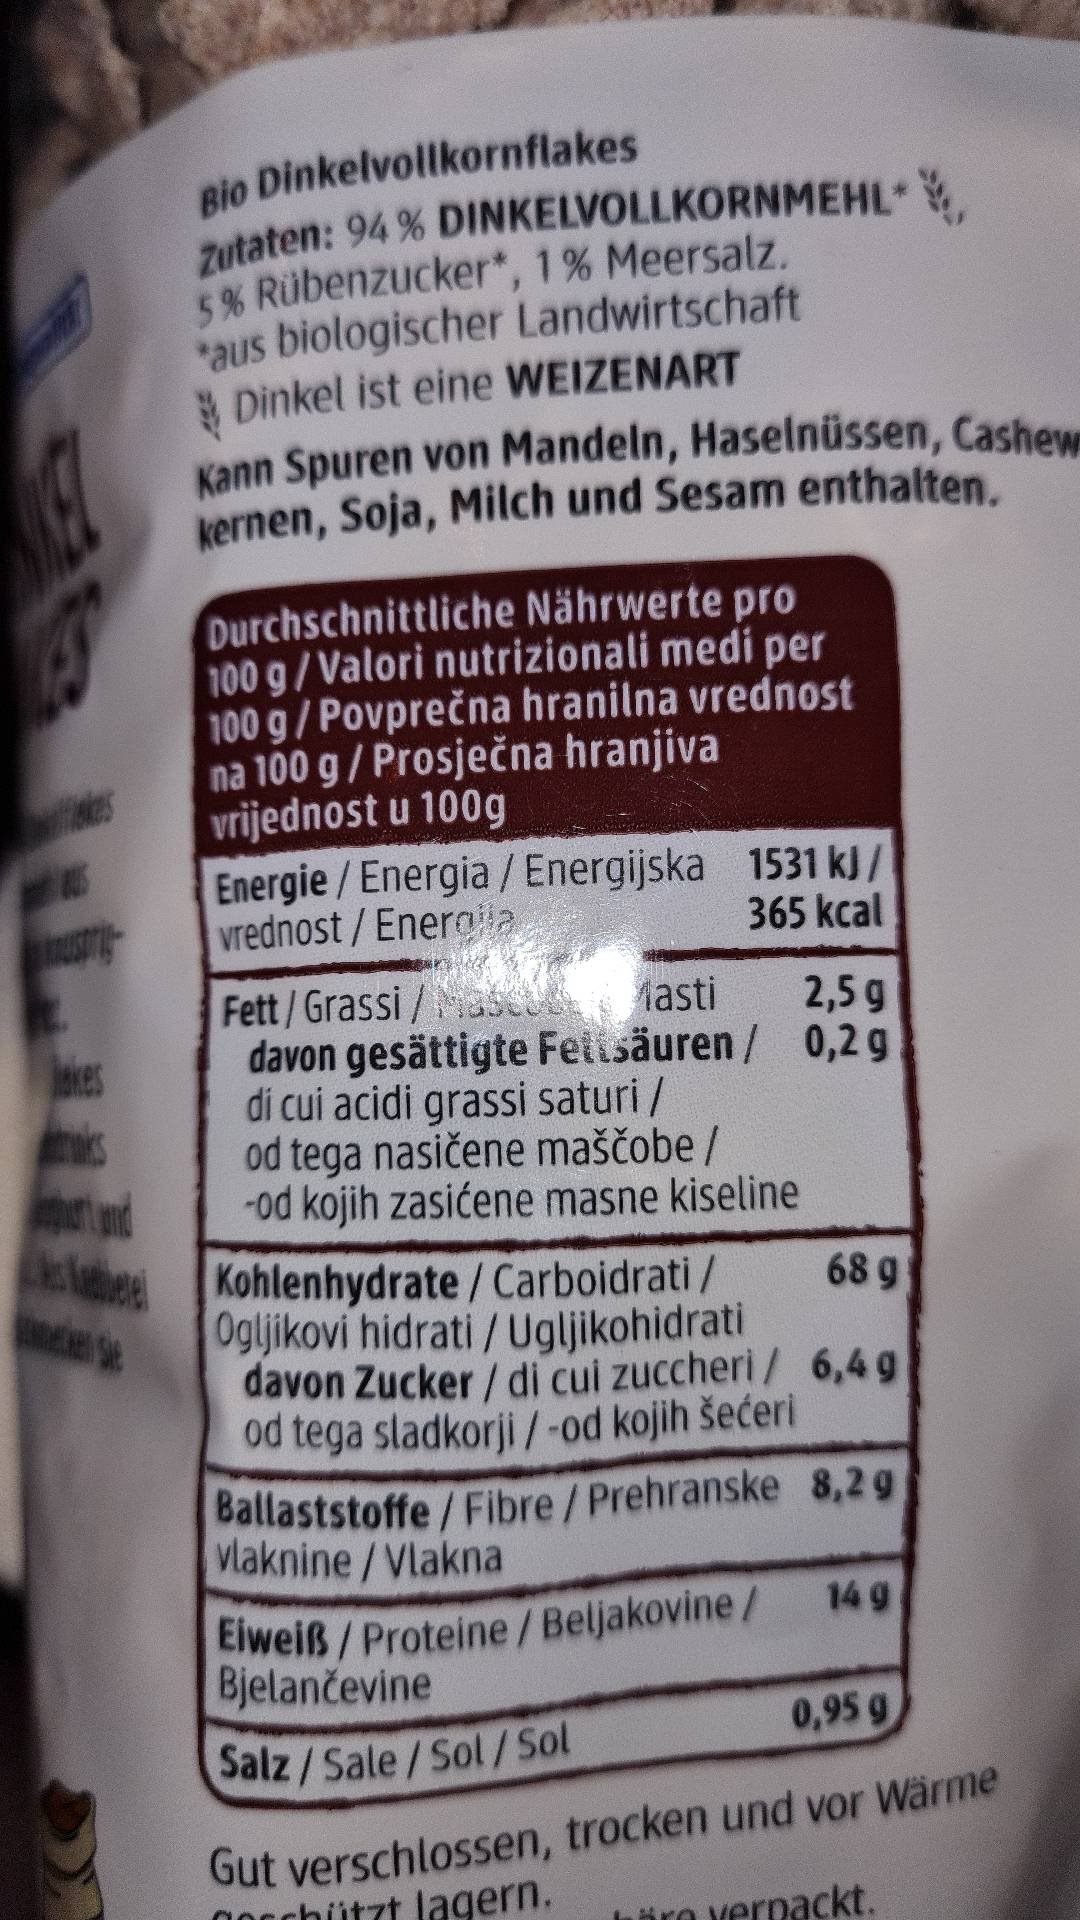 Bio Dinkelvollkornflakes
Zutaten: 94 % DINKELVOLLKORNMEHL*,
5 % Rübenzucker*, 1 % Meersalz.
*aus biologischer Landwirtschaft
Dinkel ist eine WEIZENART
Kann Spuren von Mandeln, Haselnüssen, Cashew
kernen, Soja, Milch und Sesam enthalten.
Durchschnittliche Nährwerte pro
100 g / Valori nutrizionali medi per
100 g / Povprečna hranilna vrednost
na 100 g / Prosječna hranjiva
vrijednost u 100g
Energie / Energia / Energijska 1531 kJ /
vrednost / Energija 365 kcal
Fett / Grassi / 2,5 g
davon gesättigte Fettsäuren / 0,2 g
di cui acidi grassi saturi /
od tega nasičene maščobe /
-od kojih zasićene masne kiseline
Kohlenhydrate / Carboidrati / 68 g
Ogljikovi hidrati / Ugljikohidrati
davon Zucker / di cui zuccheri / 6,4 g
od tega sladkorji / -od kojih šećeri
Ballaststoffe / Fibre / Prehranske 8,2 g
vlaknine / Vlakna
Eiweiß / Proteine / Beljakovine / 14 g
Bjelančevine
Salz / Sale / Sol / Sol 0,95 g
Gut verschlossen, trocken und vor Wärme
geschützt lagern.
verpackt.